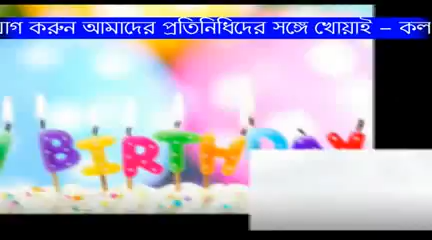 যোগ করুন আমাদের প্রতিনিধিদের সঙ্গে খোয়াই – কল
BIRTHDAY